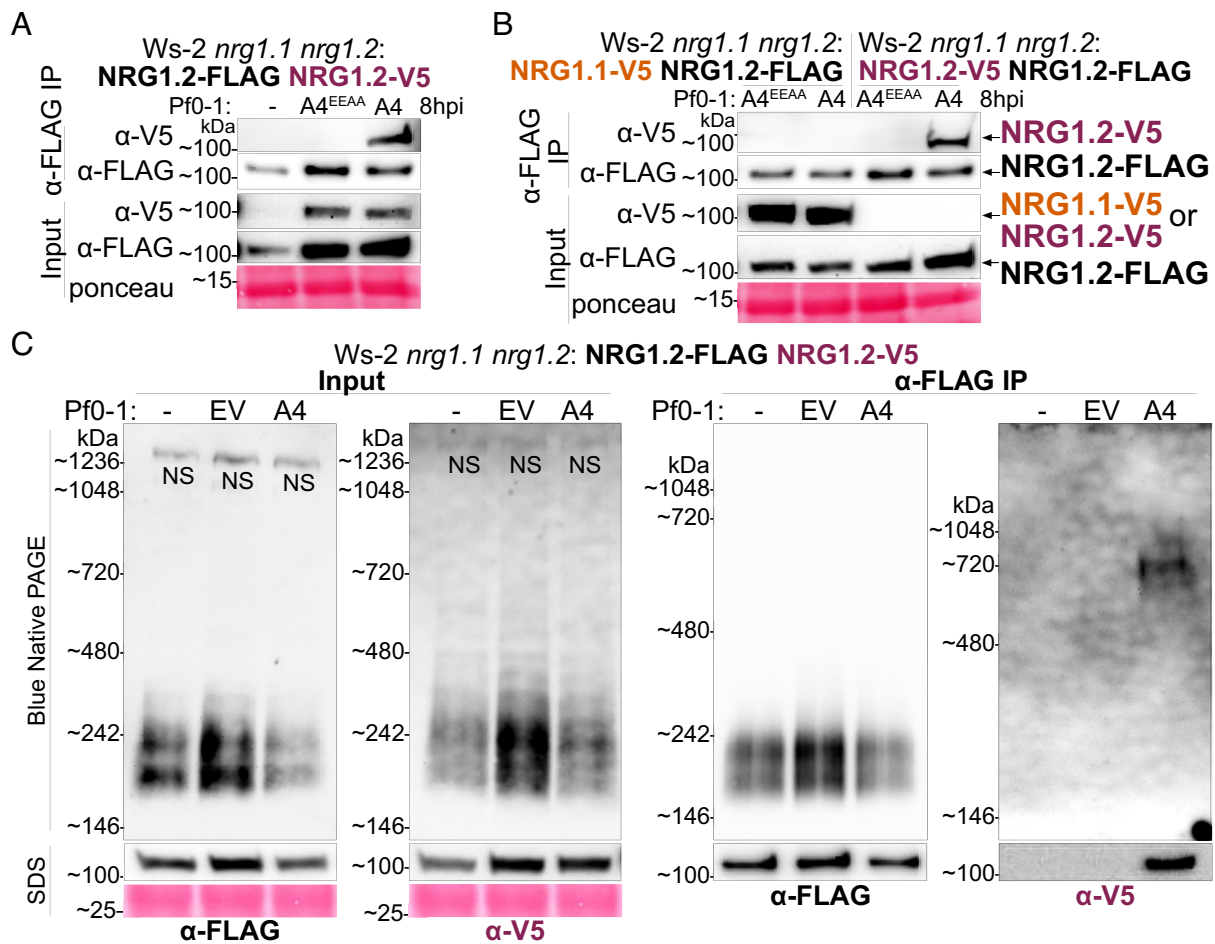 A
Ws-2 nrg1.1 nrg1.2:
NRG1.2-FLAG NRG1.2-V5
Pf0-1: - A4EEAA A4 8hpi
α-FLAG IP
kDa
α-V5 ~100
α-FLAG ~100
Input
α-V5 ~100
α-FLAG ~100
ponceau ~15
B
Ws-2 nrg1.1 nrg1.2: Ws-2 nrg1.1 nrg1.2:
NRG1.1-V5 NRG1.2-FLAG NRG1.2-V5 NRG1.2-FLAG
Pf0-1: A4EEAA A4 A4EEAA A4 8hpi
α-FLAG IP
kDa
α-V5 ~100 NRG1.2-V5
α-FLAG ~100 NRG1.2-FLAG
Input
α-V5 ~100 NRG1.1-V5 or
NRG1.2-V5
α-FLAG ~100 NRG1.2-FLAG
ponceau ~15
C
Ws-2 nrg1.1 nrg1.2: NRG1.2-FLAG NRG1.2-V5
Input α-FLAG IP
Pf0-1: - EV A4 - EV A4 Pf0-1: - EV A4 - EV A4
Blue Native PAGE
kDa
~1236
~1048
~720
~480
~242
~146
NS NS NS
kDa
~1236
~1048
~720
~480
~242
~146
NS NS NS
kDa
~1048
~720
~480
~242
~146
kDa
~1048
~720
~480
~242
~146
SDS
~100 ~100 ~100 ~100
~25 ~25
α-FLAG α-V5 α-FLAG α-V5